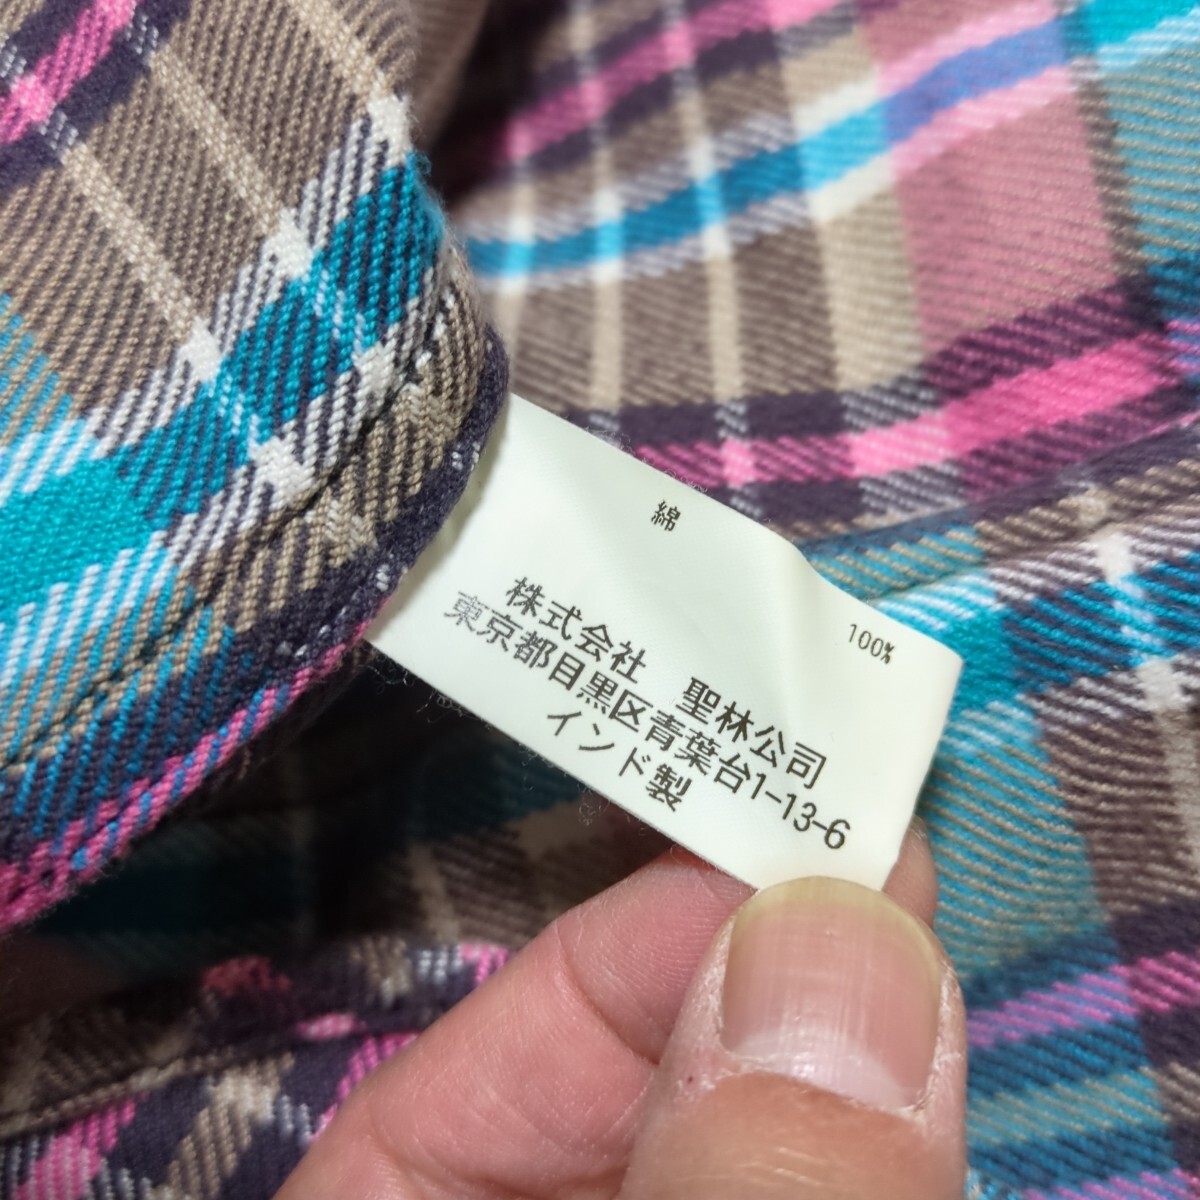 綿 100%
株式会社 聖林公司
東京都目黒区青葉台1-13-6
インド製